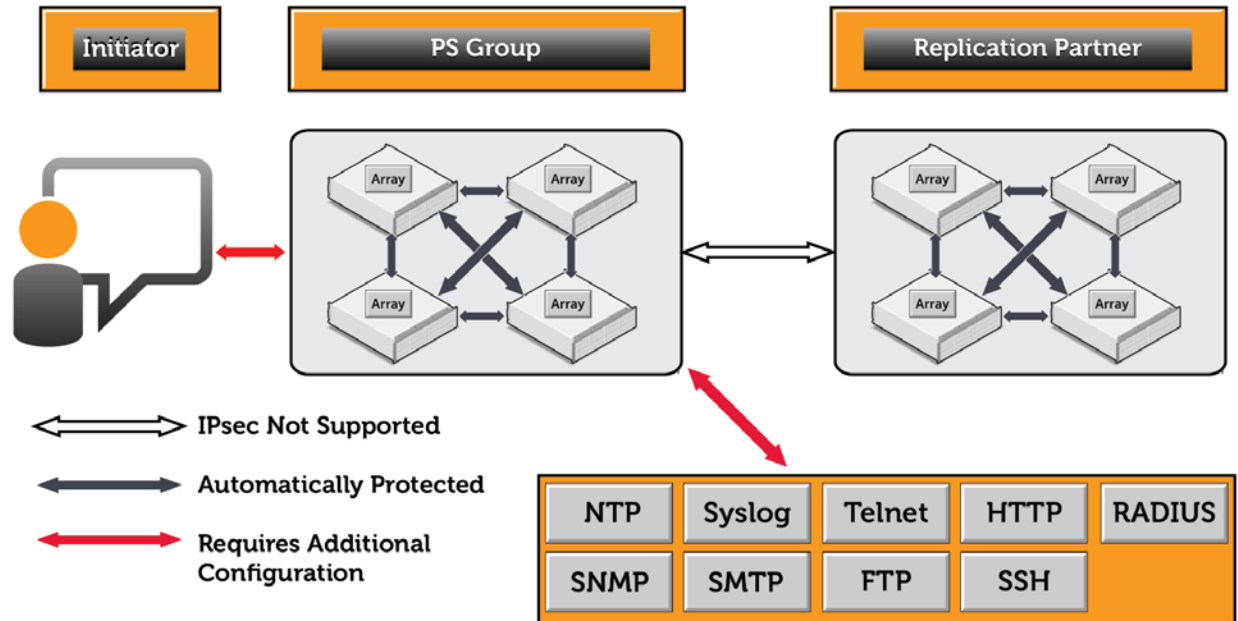 Initiator
PS Group
Replication Partner
Array
Array
Array
Array
Array
Array
Array
Array
IPsec Not Supported
Automatically Protected
Requires Additional
Configuration
NTP
Syslog
Telnet
HTTP
RADIUS
SNMP
SMTP
FTP
SSH